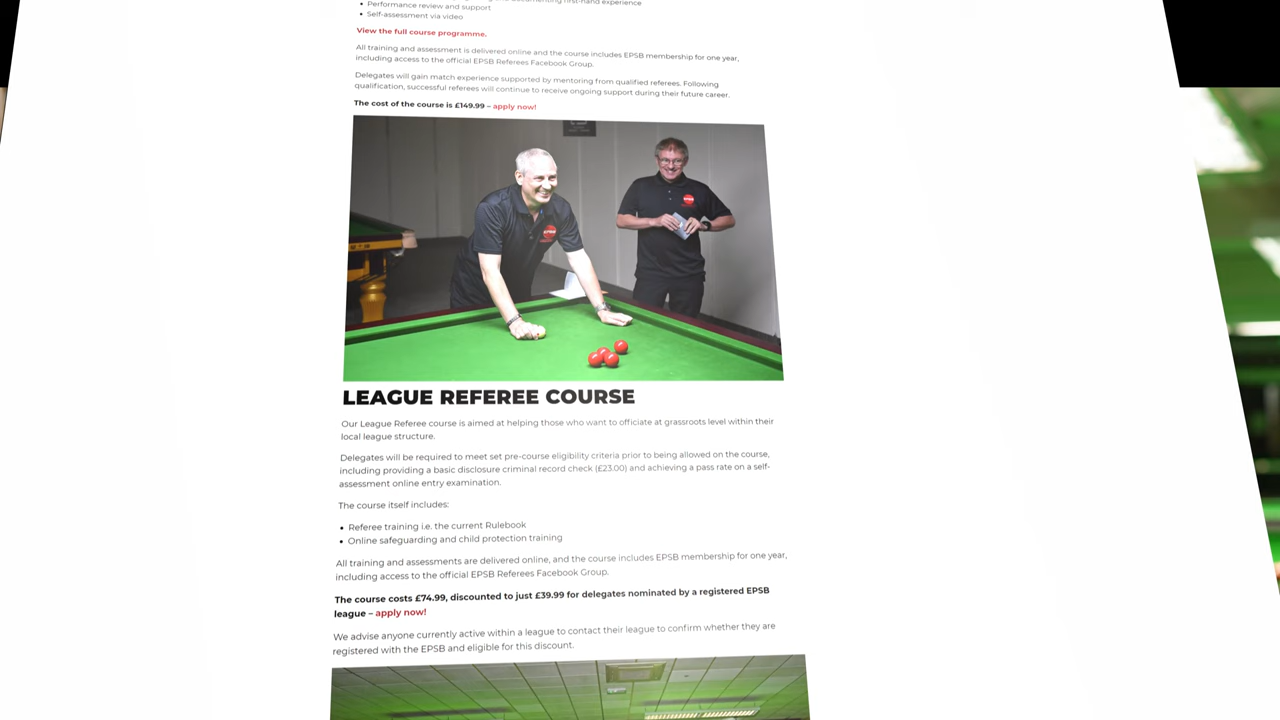 first-hand experience
• Performance review and support
• Self-assessment via video
View the full course programme.
All training and assessment is delivered online and the course includes EPSB membership for one year,
including access to the official EPSB Referees Facebook Group.
Delegates will gain match experience supported by mentoring from qualified referees. Following
qualification, successful referees will continue to receive ongoing support during their future career.
The cost of the course is £149.99 – apply now!
EPSB
EPSB
LEAGUE REFEREE COURSE
Our League Referee course is aimed at helping those who want to officiate at grassroots level within their
local league structure.
Delegates will be required to meet set pre-course eligibility criteria prior to being allowed on the course,
including providing a basic disclosure criminal record check (£23.00) and achieving a pass rate on a self-
assessment online entry examination.
The course itself includes:
• Referee training i.e. the current Rulebook
• Online safeguarding and child protection training
All training and assessments are delivered online, and the course includes EPSB membership for one year,
including access to the official EPSB Referees Facebook Group.
The course costs £74.99, discounted to just £39.99 for delegates nominated by a registered EPSB
league – apply now!
We advise anyone currently active within a league to contact their league to confirm whether they are
registered with the EPSB and eligible for this discount.